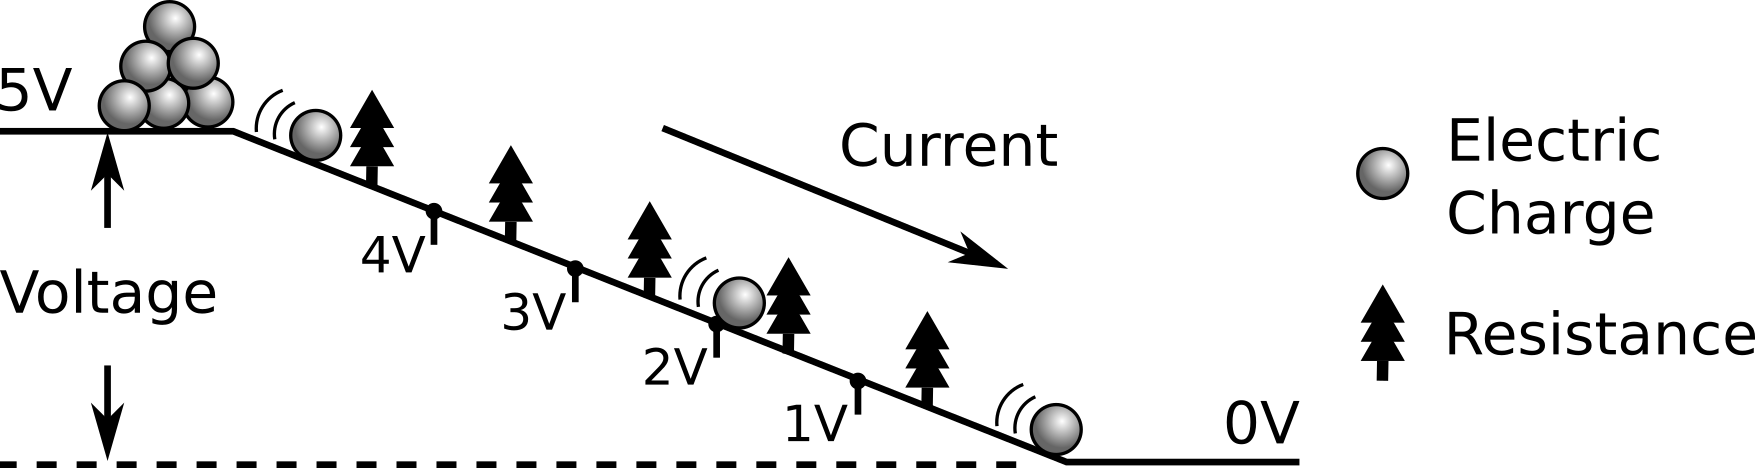 5V
Current
Electric
Charge
4V
Voltage
3V
Resistance
2V
1V
0V